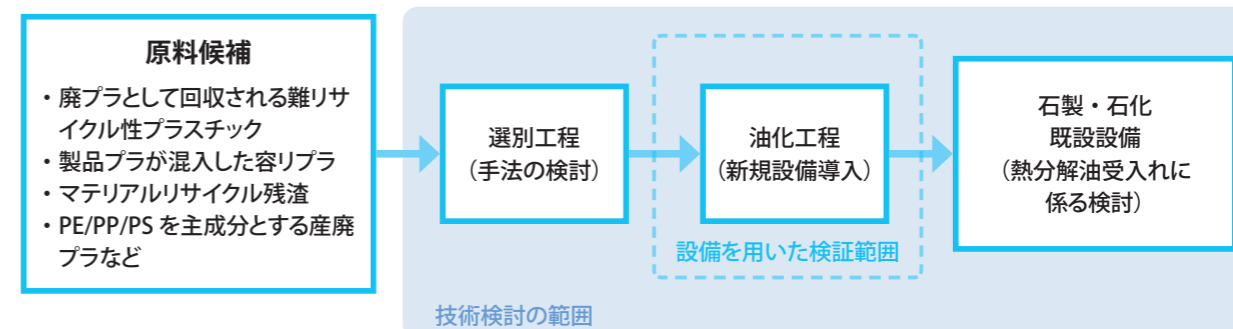 原料候補
・廃プラとして回収される難リサ
イクル性プラスチック
・製品プラが混入した容リプラ
・マテリアルリサイクル残渣
・PE/PP/PS を主成分とする産廃
プラなど
選別工程
（手法の検討）
油化工程
（新規設備導入）
設備を用いた検証範囲
石製・石化
既設設備
（熱分解油受入れに
係る検討）
技術検討の範囲